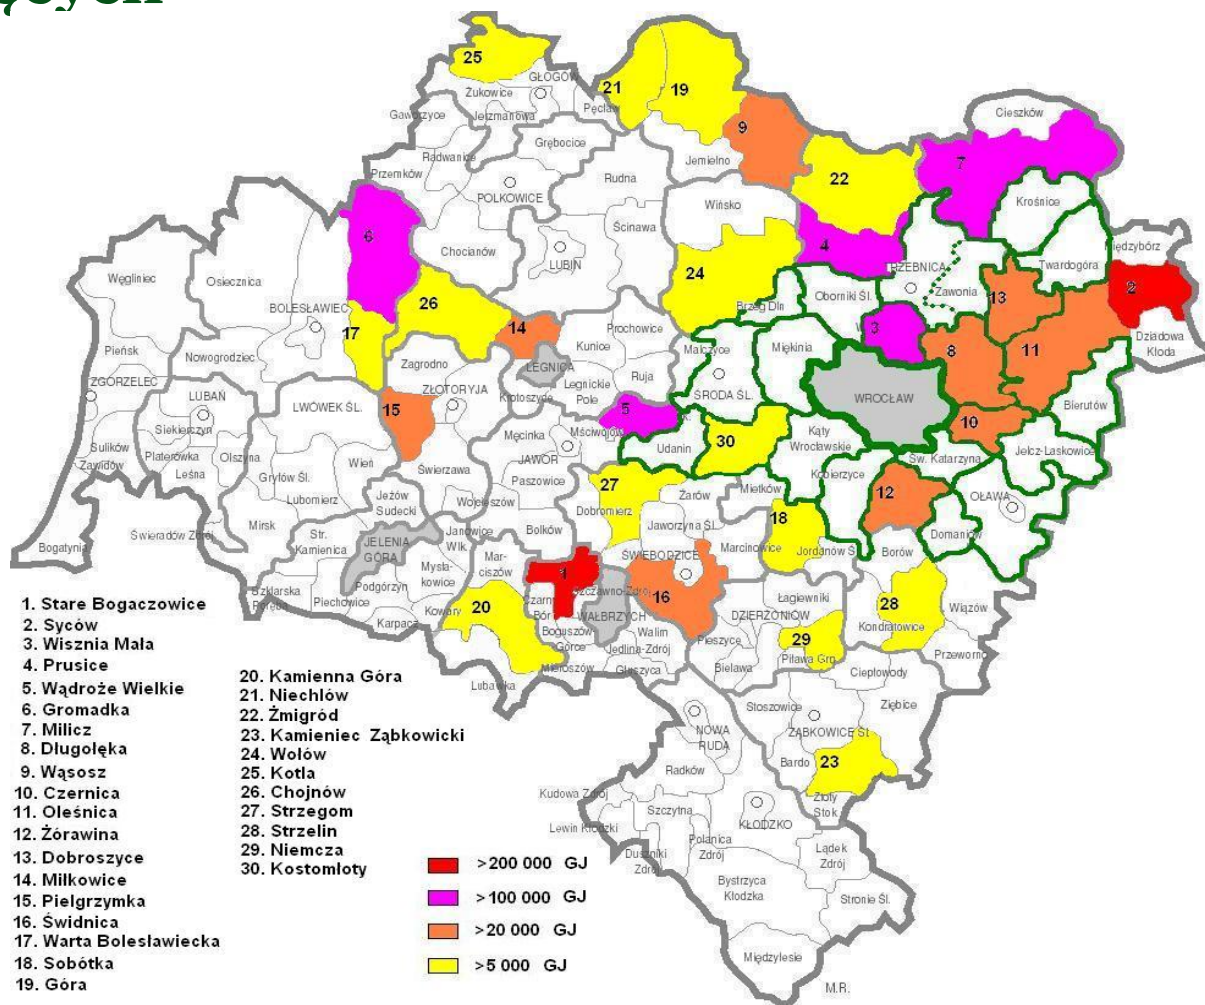 25
GŁOGÓW
21
19
Żukowice
Pęcław
Jerzmanowa
Gaworzyce
9
Cieszków
Grębocice
Radwanice
Jemielno
7
Przemków
Rudna
22
POLKOWICE
Wińsko
Krośnice
Ścinawa
6
Chocianów
4
Międzybórz
LUBIN
Węgliniec
24
TRZEBNICA
Twardogóra
Osiecznica
Zawonia
13
2
26
Oborniki Śl.
BOLESŁAWIEC
Brzeg Dln
14
Prochowice
3
17
Dziadowa
Kłoda
Pieńsk
Nowogrodziec
Kunice
Malczyce
Miękinia
8
11
Zagrodno
LEGNICA
ZGORZELEC
ZŁOTORYJA
Legnickie
Pole
Ruja
LUBAŃ
ŚRODA ŚL.
WROCŁAW
Krotoszyce
LWÓWEK ŚL.
15
5
Bierutów
Siekierczyn
Mściwojów
10
Męcinka
Kąty
Wrocławskie
Sulików
Platerówka
Olszyna
Udanin
30
JAWOR
Zawidów
Leśna
Wleń
Św. Katarzyna
Jelcz-Laskowice
Gryfów Śl.
Świerzawa
Kobierzyce
Paszowice
27
Lubomierz
Jeżów
Sudecki
Wojcieszów
Żarów
Mietków
12
OŁAWA
Dobromierz
Mirsk
18
Świeradów Zdrój
Str.
Kamienica
Janowice
Wlk.
Bolków
Jaworzyna Śl.
Domaniów
JELENIA
GÓRA
Marcinowice
Jordanów Ś
Borów
Bogatynia
Mar-
ciszów
ŚWIEBODZICE
Mysła-
kowice
1
Szklarska
Poręba
Podgórzyn
Szczawno-Zdrój
Piechowice
Czarny
Bór
16
Łagiewniki
28
Kowary
20
WAŁBRZYCH
DZIERŻONIÓW
Wiązów
Karpacz
Boguszów
Gorce
Walim
Kondratowice
Pieszyce
29
Jedlina-Zdrój
Przeworno
Piława Grn
Mieroszów
Głuszyca
Bielawa
Ciepłowody
Lubawka
Stoszowice
Ziębice
NOWA
RUDA
ZĄBKOWICE ŚL
Bardo
23
Radków
Kudowa Zdrój
Złoty
Stok
Szczytna
KŁODZKO
Lewin Kłodzki
Polanica
Zdrój
Duszniki
Zdrój
Lądek
Zdrój
Bystrzyca
Kłodzka
Stronie Śl.
Międzylesie
M.R.
1. Stare Bogaczowice
2. Syców
3. Wisznia Mała
4. Prusice
5. Wądroże Wielkie
6. Gromadka
7. Milicz
8. Długołęka
9. Wąsosz
10. Czernica
11. Oleśnica
12. Żórawina
13. Dobroszyce
14. Miłkowice
15. Pielgrzymka
16. Świdnica
17. Warta Bolesławiecka
18. Sobótka
19. Góra
20. Kamienna Góra
21. Niechlów
22. Żmigród
23. Kamieniec Ząbkowicki
24. Wołów
25. Kotla
26. Chojnów
27. Strzegom
28. Strzelin
29. Niemcza
30. Kostomłoty
>200 000 GJ
>100 000 GJ
>20 000 GJ
>5 000 GJ